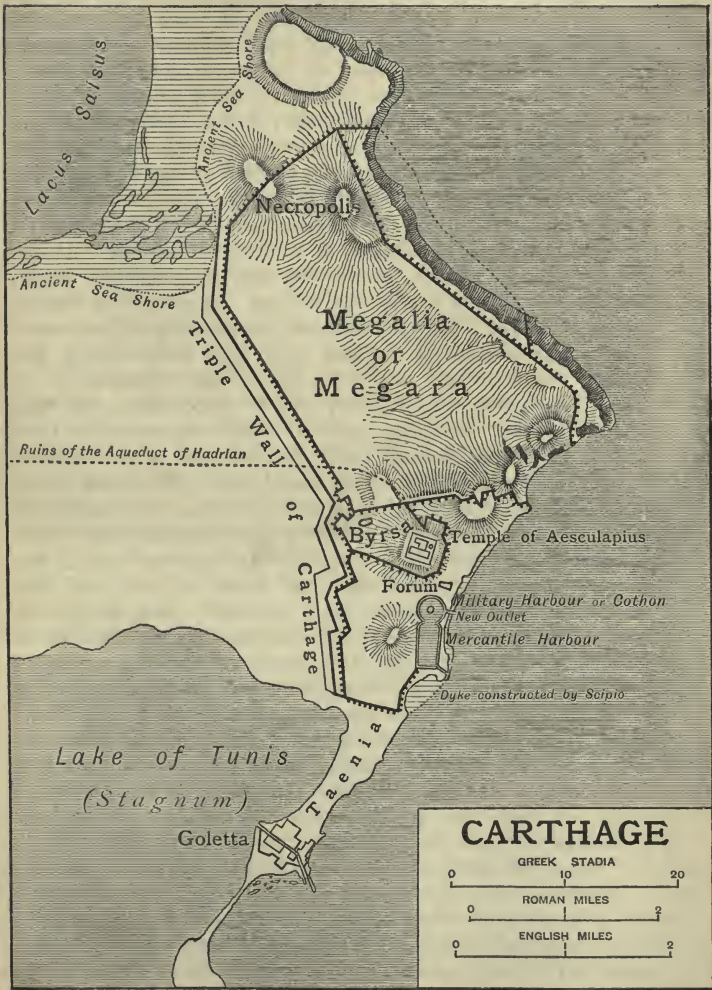 Lacus Salsus
Ancient Sea Shore
Necropolis
Ancient Sea Shore
Megalia
or
Megara
Triple Wall of Carthage
Ruins of the Aqueduct of Hadrian
Byrsa
Temple of Aesculapius
Forum
Military Harbour or Cothon
New Outlet
Mercantile Harbour
Dyke constructed by Scipio
Lake of Tunis
(Stagnum)
Taenia
Goletta
CARTHAGE
GREEK STADIA
0 10 20
ROMAN MILES
0 1 2
ENGLISH MILES
0 1 2